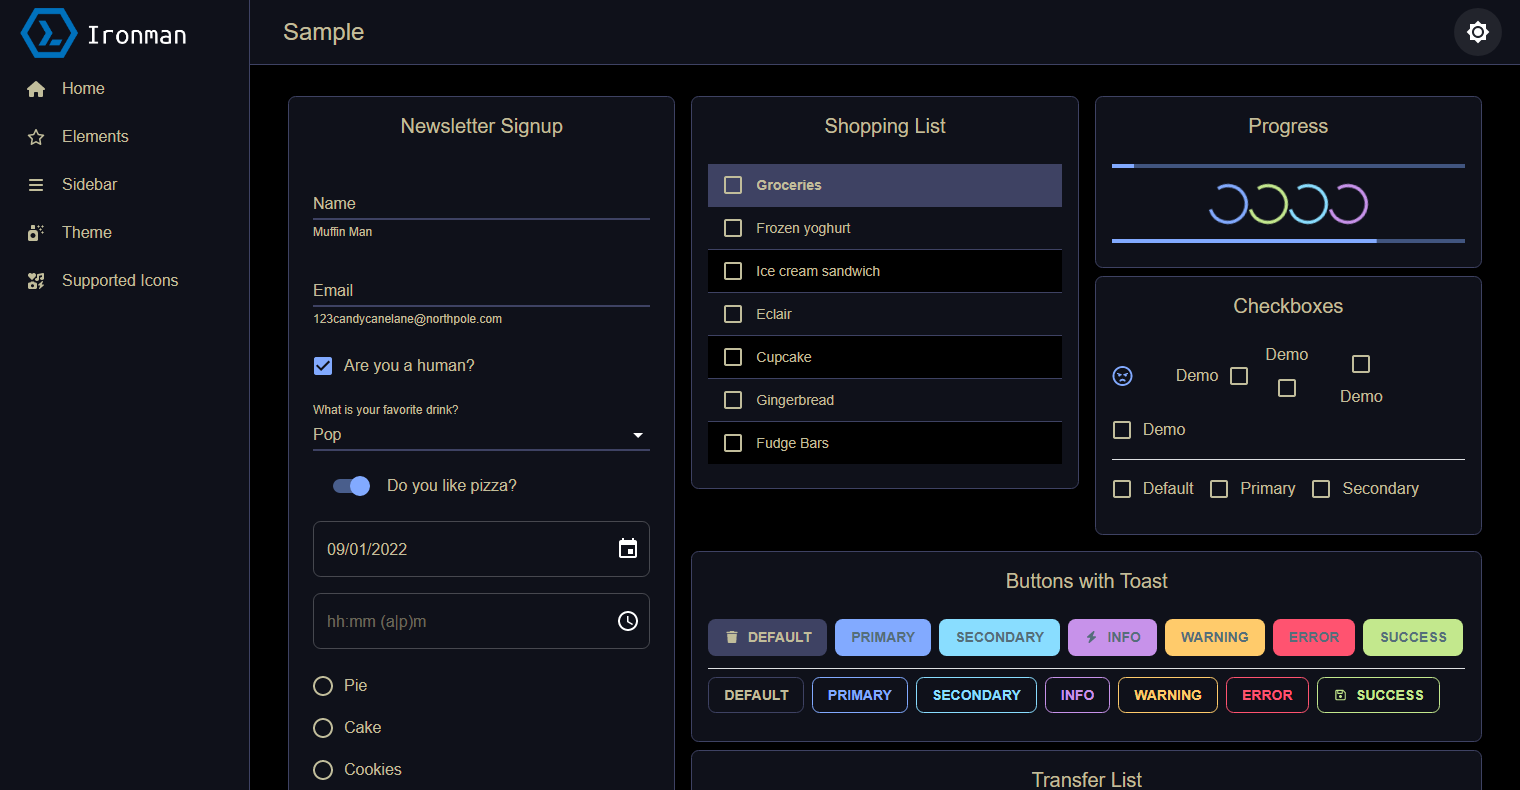 Ironman
Home
Elements
Sidebar
Theme
Supported Icons
Sample
Newsletter Signup
Name
Muffin Man
Email
123candycanelane@northpole.com
Are you a human?
What is your favorite drink?
Pop
Do you like pizza?
09/01/2022
hh:mm (a|p)m
Pie
Cake
Cookies
Shopping List
Groceries
Frozen yoghurt
Ice cream sandwich
Eclair
Cupcake
Gingerbread
Fudge Bars
Progress
Checkboxes
Demo
Demo
Demo
Demo
Default Primary Secondary
Buttons with Toast
DEFAULT PRIMARY SECONDARY INFO WARNING ERROR SUCCESS
DEFAULT PRIMARY SECONDARY INFO WARNING ERROR SUCCESS
Transfer List